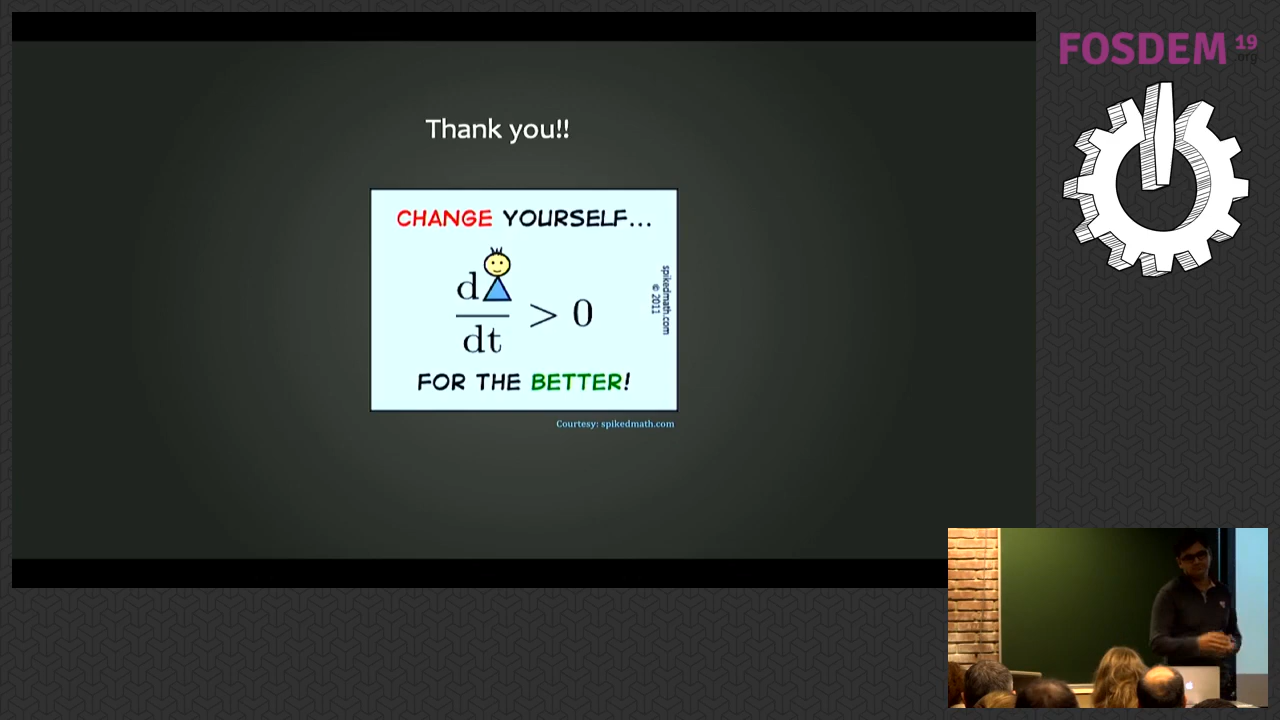 FOSDEM 19
.org
Thank you!!
CHANGE YOURSELF...
d
dt
> 0
FOR THE BETTER!
spikedmath.com
© 2011
Courtesy: spikedmath.com